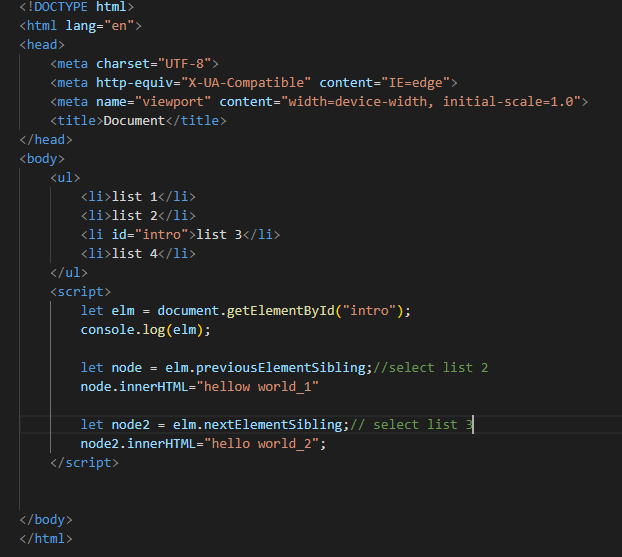 <!DOCTYPE html>
<html lang="en">
<head>
    <meta charset="UTF-8">
    <meta http-equiv="X-UA-Compatible" content="IE=edge">
    <meta name="viewport" content="width=device-width, initial-scale=1.0">
    <title>Document</title>
</head>
<body>
    <ul>
        <li>list 1</li>
        <li>list 2</li>
        <li id="intro">list 3</li>
        <li>list 4</li>
    </ul>
    <script>
        let elm = document.getElementById("intro");
        console.log(elm);

        let node = elm.previousElementSibling;//select list 2
        node.innerHTML="hellow world_1"

        let node2 = elm.nextElementSibling;// select list 3
        node2.innerHTML="hello world_2";
    </script>

</body>
</html>